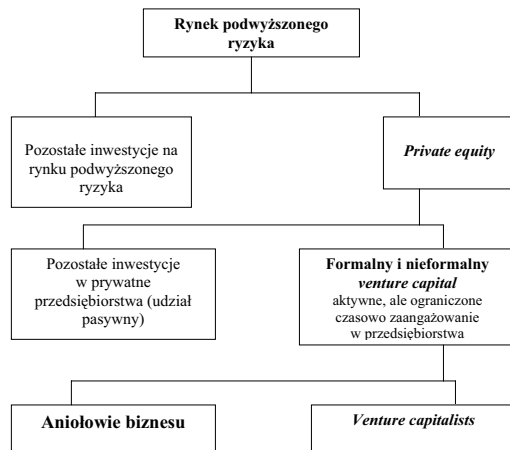 Rynek podwyższonego
ryzyka
Pozostałe inwestycje na
rynku podwyższonego
ryzyka
Private equity
Pozostałe inwestycje
w prywatne
przedsiębiorstwa (udział
pasywny)
Formalny i nieformalny
venture capital
aktywne, ale ograniczone
czasowo zaangażowanie
w przedsiębiorstwa
Aniołowie biznesu
Venture capitalists